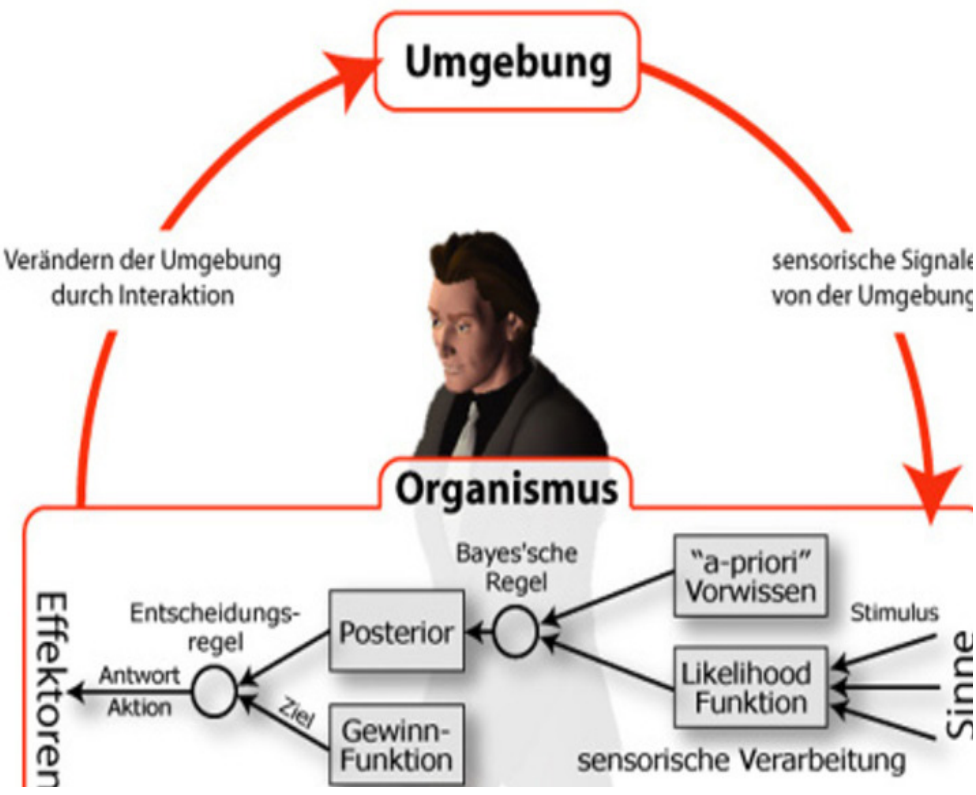 Umgebung
Verändern der Umgebung
durch Interaktion
sensorische Signale
von der Umgebung
Organismus
Effektoren
Antwort
Aktion
Entscheidungs-
regel
Ziel
Posterior
Gewinn-
Funktion
Bayes'sche
Regel
“a-priori”
Vorwissen
Likelihood
Funktion
sensorische Verarbeitung
Stimulus
Sinne